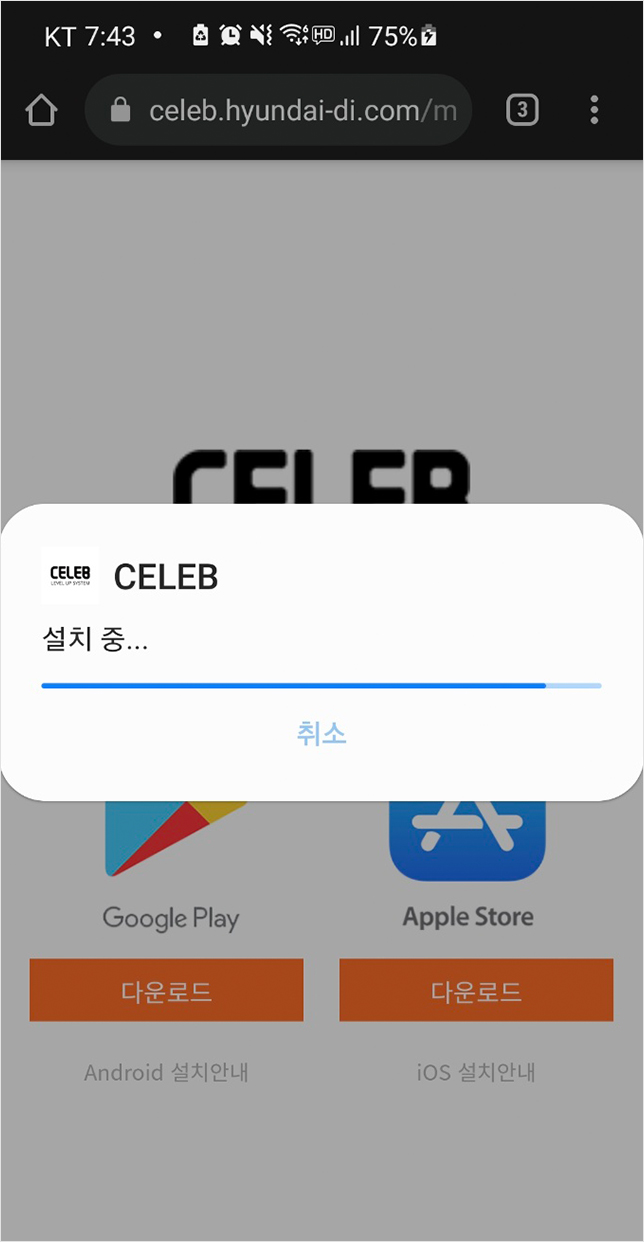 KT 7:43 • HD 75%
celeb.hyundai-di.com/m 3
CELEB
CELEB
LEVEL UP SYSTEM
CELEB
설치 중...
취소
Google Play
Apple Store
다운로드
다운로드
Android 설치안내
iOS 설치안내